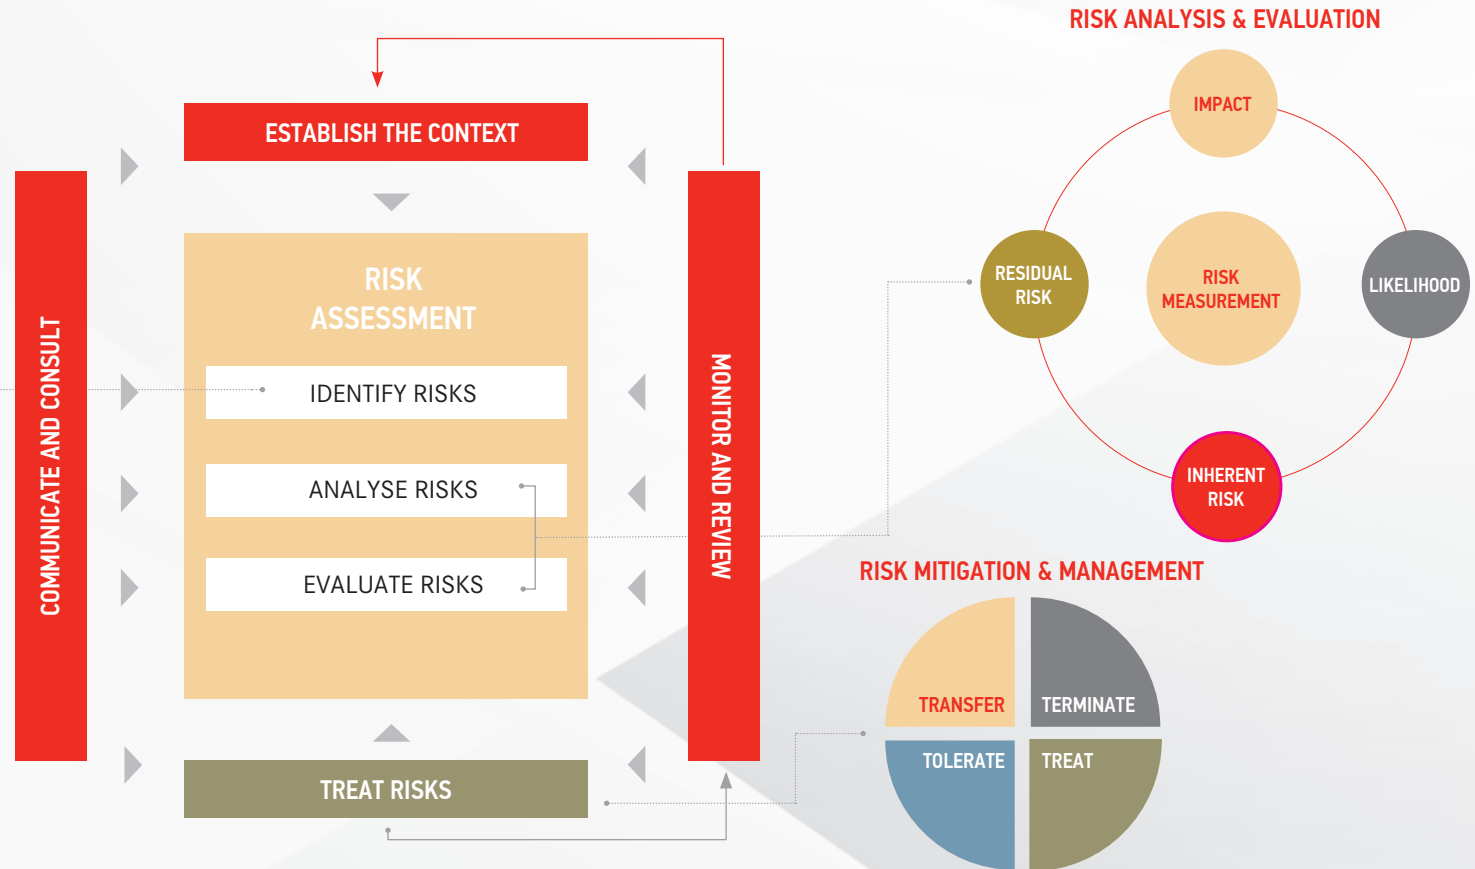 RISK ANALYSIS & EVALUATION
IMPACT
RESIDUAL
RISK
RISK
MEASUREMENT
LIKELIHOOD
INHERENT
RISK
ESTABLISH THE CONTEXT
COMMUNICATE AND CONSULT
RISK
ASSESSMENT
IDENTIFY RISKS
ANALYSE RISKS
EVALUATE RISKS
MONITOR AND REVIEW
TREAT RISKS
RISK MITIGATION & MANAGEMENT
TRANSFER
TERMINATE
TOLERATE
TREAT